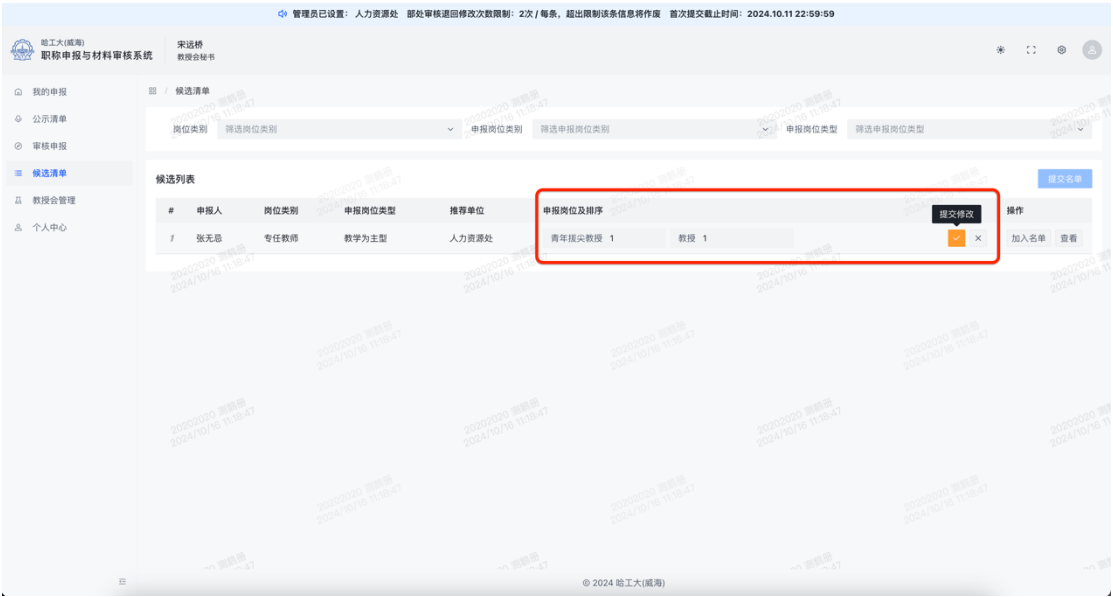 管理员已设置： 人力资源处 部处审核退回修改次数限制：2次 / 每条，超出限制该条信息将作废 首次提交截止时间：2024.10.11 22:59:59
哈工大(威海)
职称申报与材料审核系统
宋远桥
教授会秘书
我的申报
公示清单
审核申报
候选清单
教授会管理
个人中心
/ 候选清单
岗位类别 筛选岗位类别 申报岗位类别 筛选申报岗位类别 申报岗位类型 筛选申报岗位类型
候选列表
提交名单
# 申报人 岗位类别 申报岗位类型 推荐单位 申报岗位及排序 提交修改 操作
1 张无忌 专任教师 教学为主型 人力资源处 青年拔尖教授 1 教授 1 加入名单 查看
© 2024 哈工大(威海)